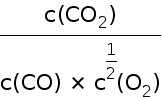 c(CO₂)
c(CO) × c^(1/2)(O₂)